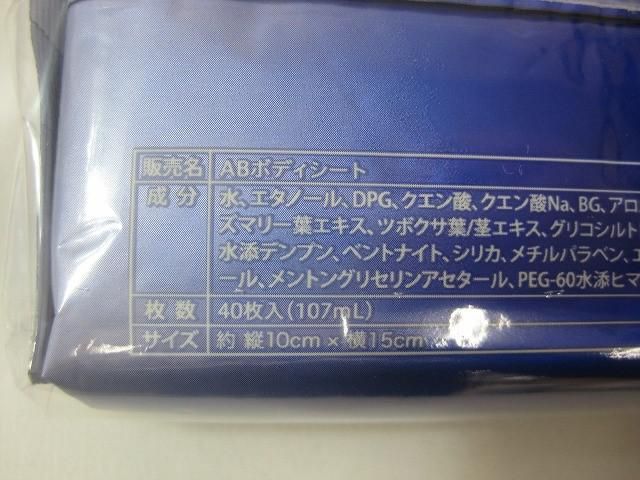 販売名 ABボディシート
成分 水、エタノール、DPG、クエン酸、クエン酸Na、BG、アロ
ズマリー葉エキス、ツボクサ葉/茎エキス、グリコシルト
水添デンプン、ベントナイト、シリカ、メチルパラベン、エ
ール、メントングリセリンアセタール、PEG-60水添ヒマ
枚数 40枚入(107mL)
サイズ 約 縦10cm×横15cm